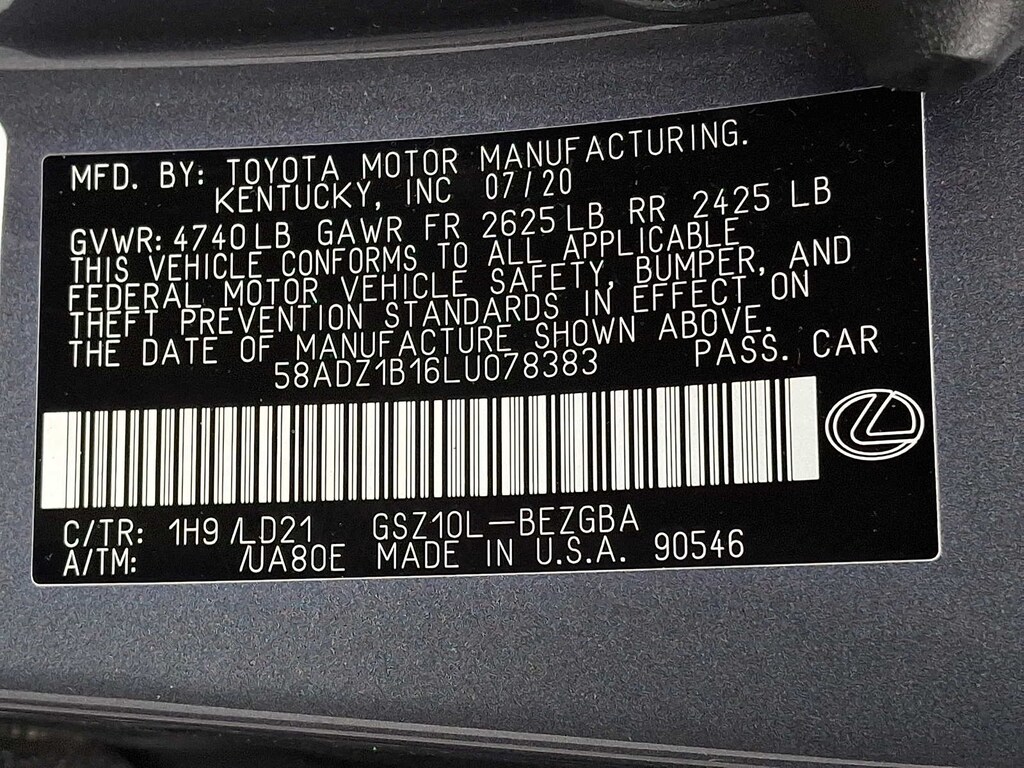 MFD. BY: TOYOTA MOTOR MANUFACTURING.
KENTUCKY, INC 07/20
GVWR: 4740LB GAWR FR 2625LB RR 2425 LB
THIS VEHICLE CONFORMS TO ALL APPLICABLE
FEDERAL MOTOR VEHICLE SAFETY, BUMPER, AND
THEFT PREVENTION STANDARDS IN EFFECT ON
THE DATE OF MANUFACTURE SHOWN ABOVE.
58ADZ1B16LU078383 PASS. CAR
C/TR: 1H9 /LD21 GSZ10L-BEZGBA
A/TM: /UA80E MADE IN U.S.A. 90546